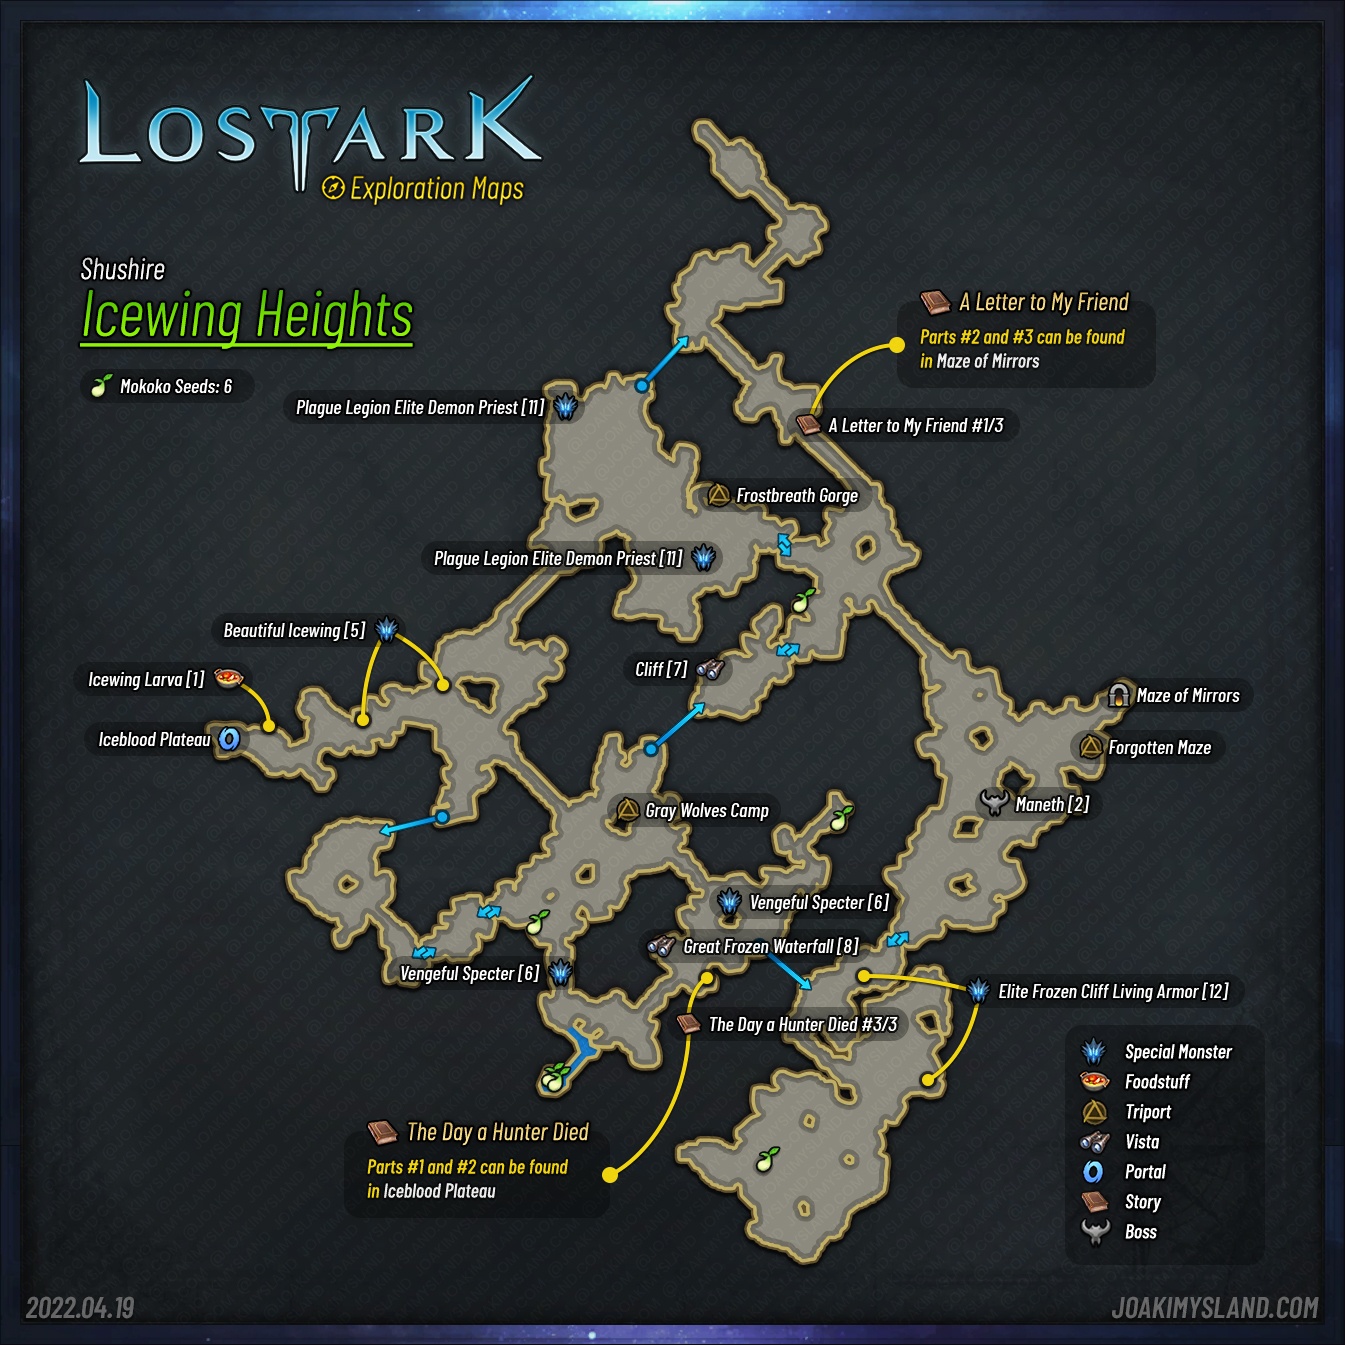 LOSTARK
Exploration Maps
Shushire
Icewing Heights
Mokoko Seeds: 6
A Letter to My Friend
Parts #2 and #3 can be found
in Maze of Mirrors
Plague Legion Elite Demon Priest [11]
A Letter to My Friend #1/3
Frostbreath Gorge
Plague Legion Elite Demon Priest [11]
Beautiful Icewing [5]
Cliff [7]
Icewing Larva [1]
Maze of Mirrors
Iceblood Plateau
Forgotten Maze
Maneth [2]
Gray Wolves Camp
Vengeful Specter [6]
Great Frozen Waterfall [8]
Vengeful Specter [6]
Elite Frozen Cliff Living Armor [12]
The Day a Hunter Died #3/3
Special Monster
Foodstuff
Triport
Vista
Portal
Story
Boss
The Day a Hunter Died
Parts #1 and #2 can be found
in Iceblood Plateau
2022.04.19
JOAKIMYSLAND.COM